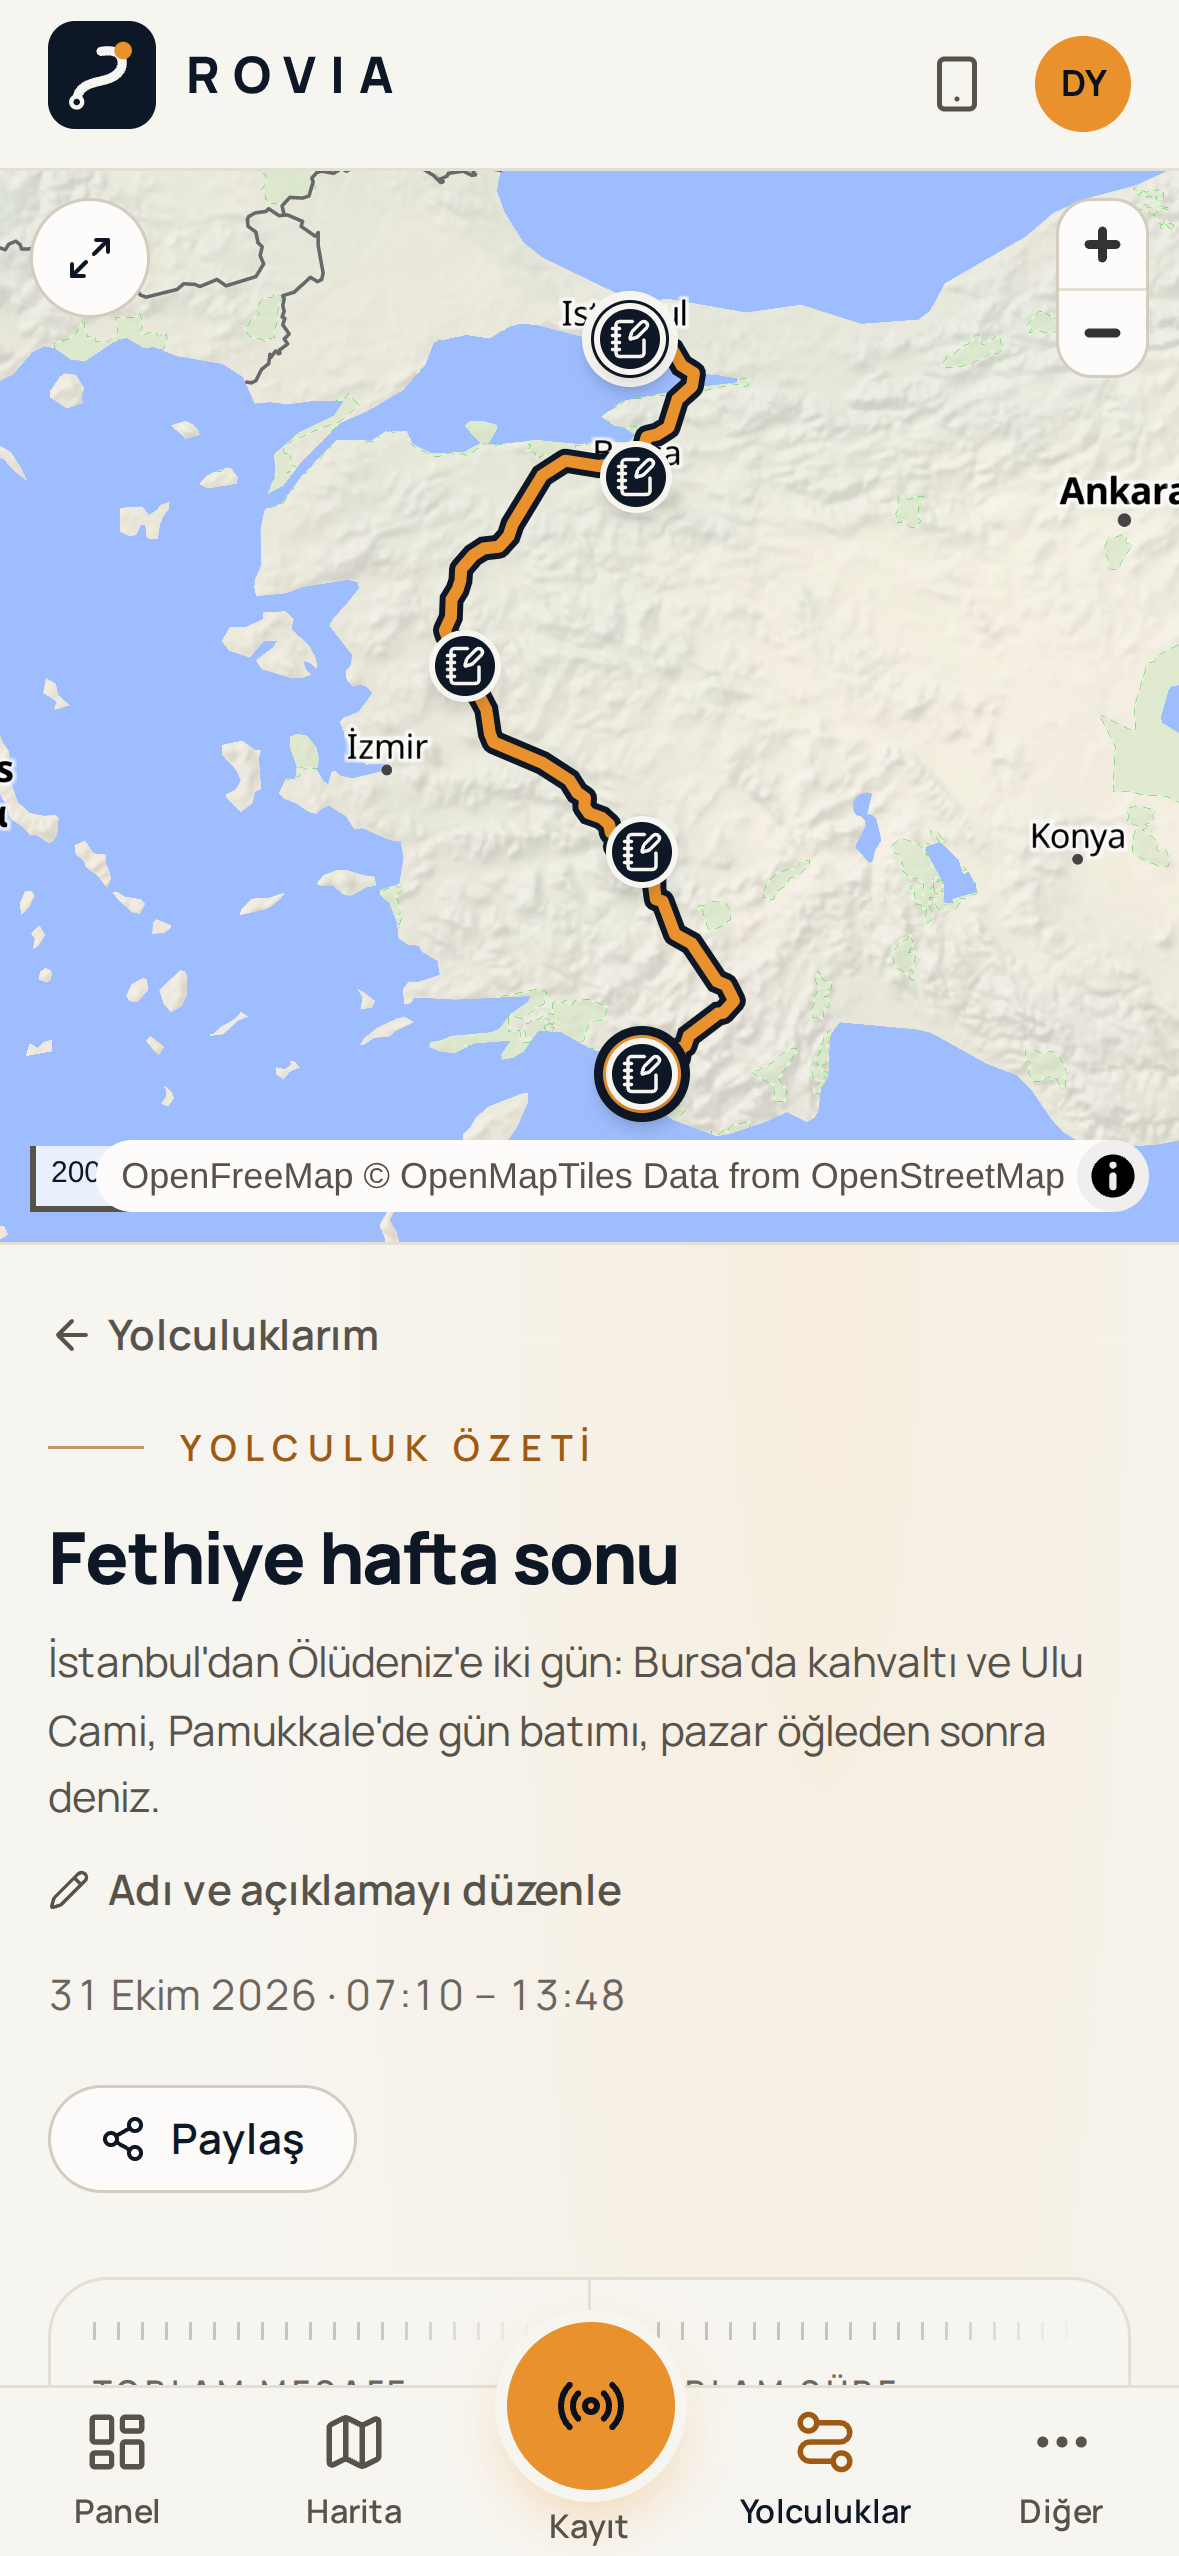 ROVIA
DY
Ankara
İzmir
Konya
200
OpenFreeMap © OpenMapTiles Data from OpenStreetMap
Yolculuklarım
YOLCULUK ÖZETİ
Fethiye hafta sonu
İstanbul'dan Ölüdeniz'e iki gün: Bursa'da kahvaltı ve Ulu
Cami, Pamukkale'de gün batımı, pazar öğleden sonra
deniz.
Adı ve açıklamayı düzenle
31 Ekim 2026 · 07:10 – 13:48
Paylaş
Panel
Harita
Kayıt
Yolculuklar
Diğer